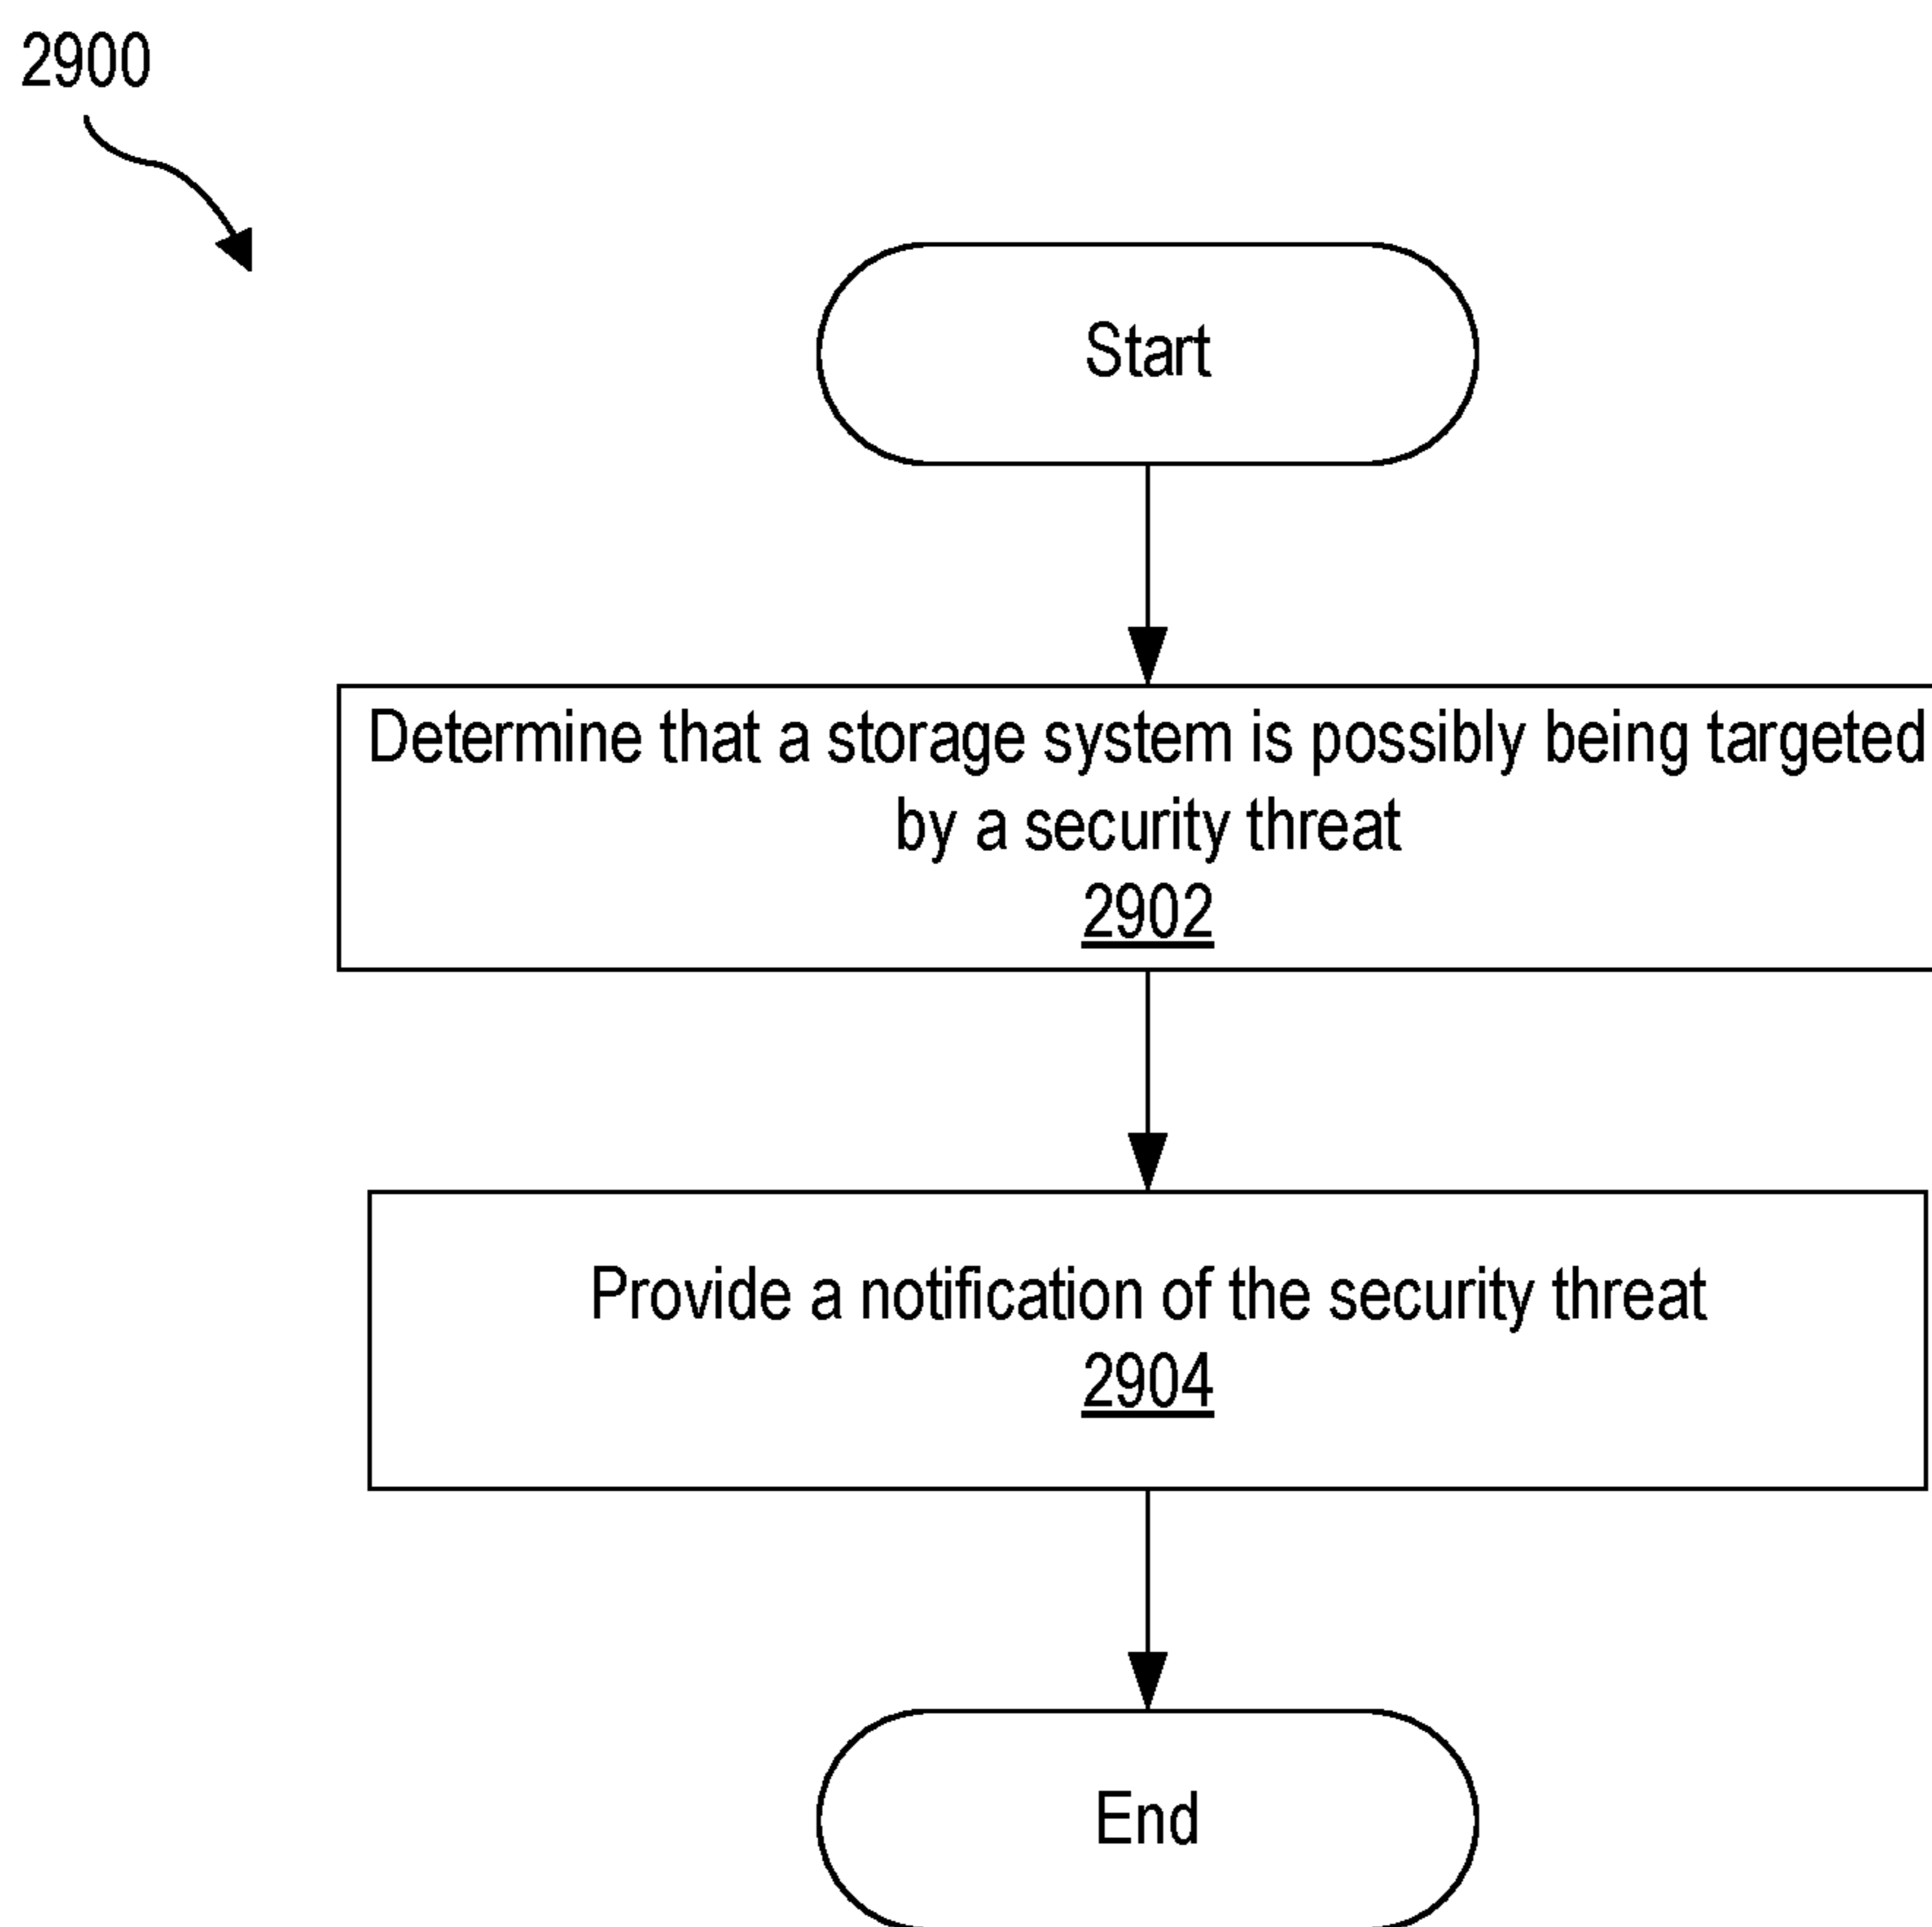 2900
Start
Determine that a storage system is possibly being targeted
by a security threat
2902
Provide a notification of the security threat
2904
End